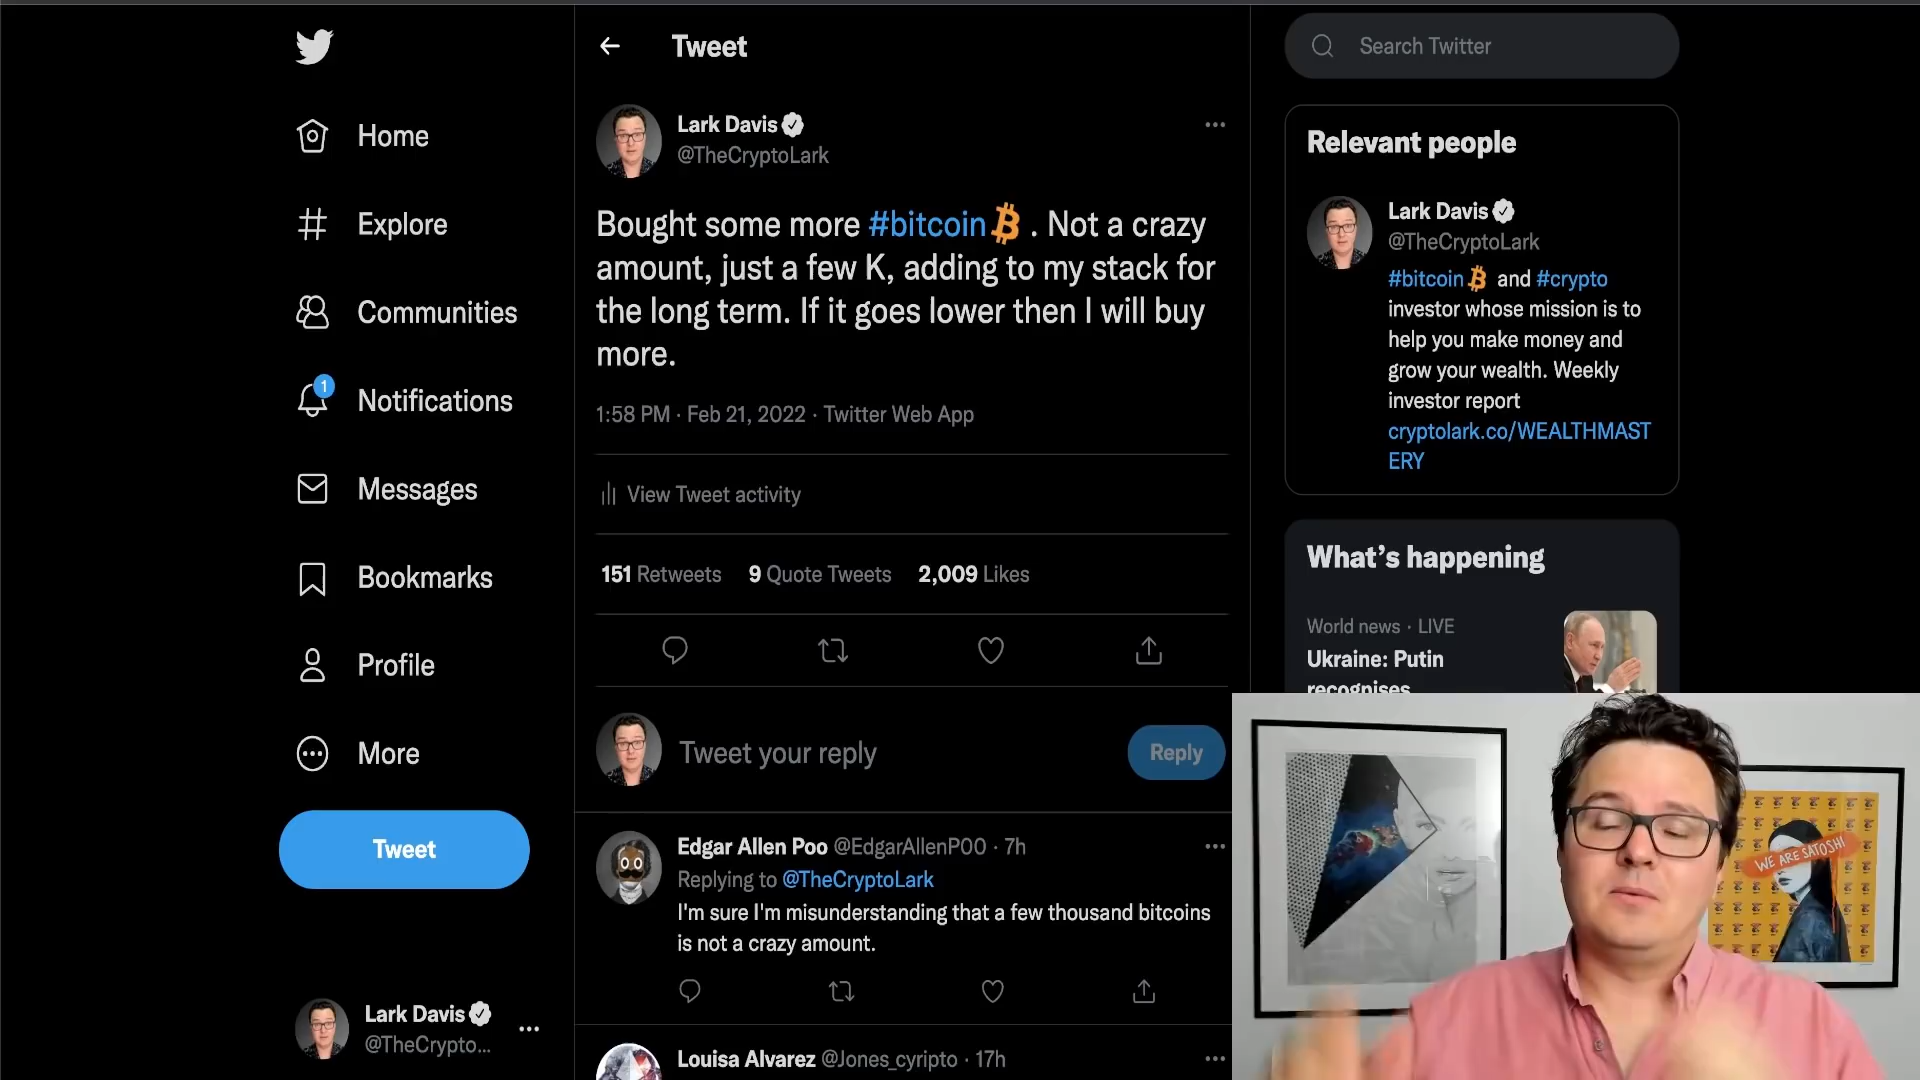 Home
Explore
Communities
1
Notifications
Messages
Bookmarks
Profile
More
Tweet
Lark Davis
@TheCrypto...
Tweet
Lark Davis
@TheCryptoLark
Bought some more #bitcoin . Not a crazy
amount, just a few K, adding to my stack for
the long term. If it goes lower then I will buy
more.
1:58 PM · Feb 21, 2022 · Twitter Web App
View Tweet activity
151 Retweets 9 Quote Tweets 2,009 Likes
Tweet your reply
Reply
Edgar Allen Poo @EdgarAllenPOO · 7h
Replying to @TheCryptoLark
I'm sure I'm misunderstanding that a few thousand bitcoins
is not a crazy amount.
Louisa Alvarez @Jones_cyripto · 17h
Search Twitter
Relevant people
Lark Davis
@TheCryptoLark
#bitcoin and #crypto
investor whose mission is to
help you make money and
grow your wealth. Weekly
investor report
cryptolark.co/WEALTHMAST
ERY
What's happening
World news · LIVE
Ukraine: Putin
recognises
WE ARE SATOSHI